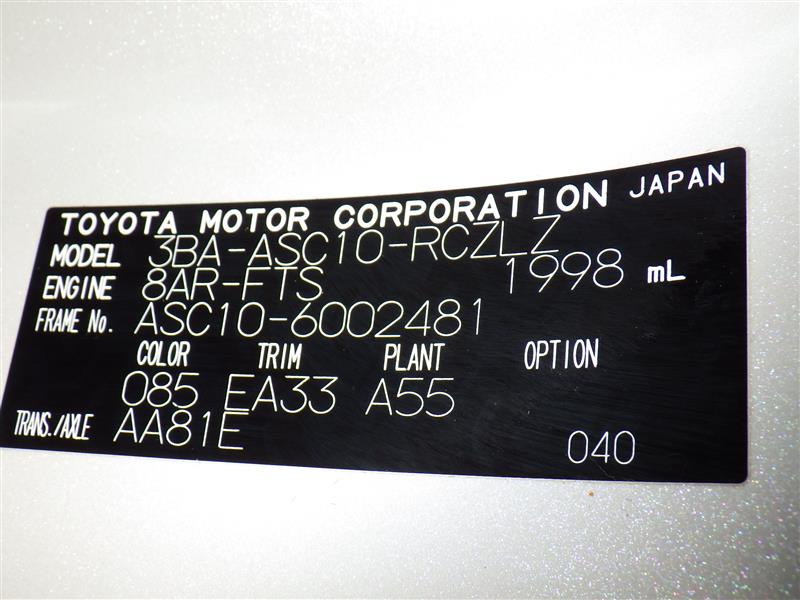 TOYOTA MOTOR CORPORATION JAPAN
MODEL 3BA-ASC10-RCZLZ
ENGINE 8AR-FTS 1998 mL
FRAME No. ASC10-6002481
COLOR TRIM PLANT OPTION
085 EA33 A55
TRANS./AXLE AA81E 040